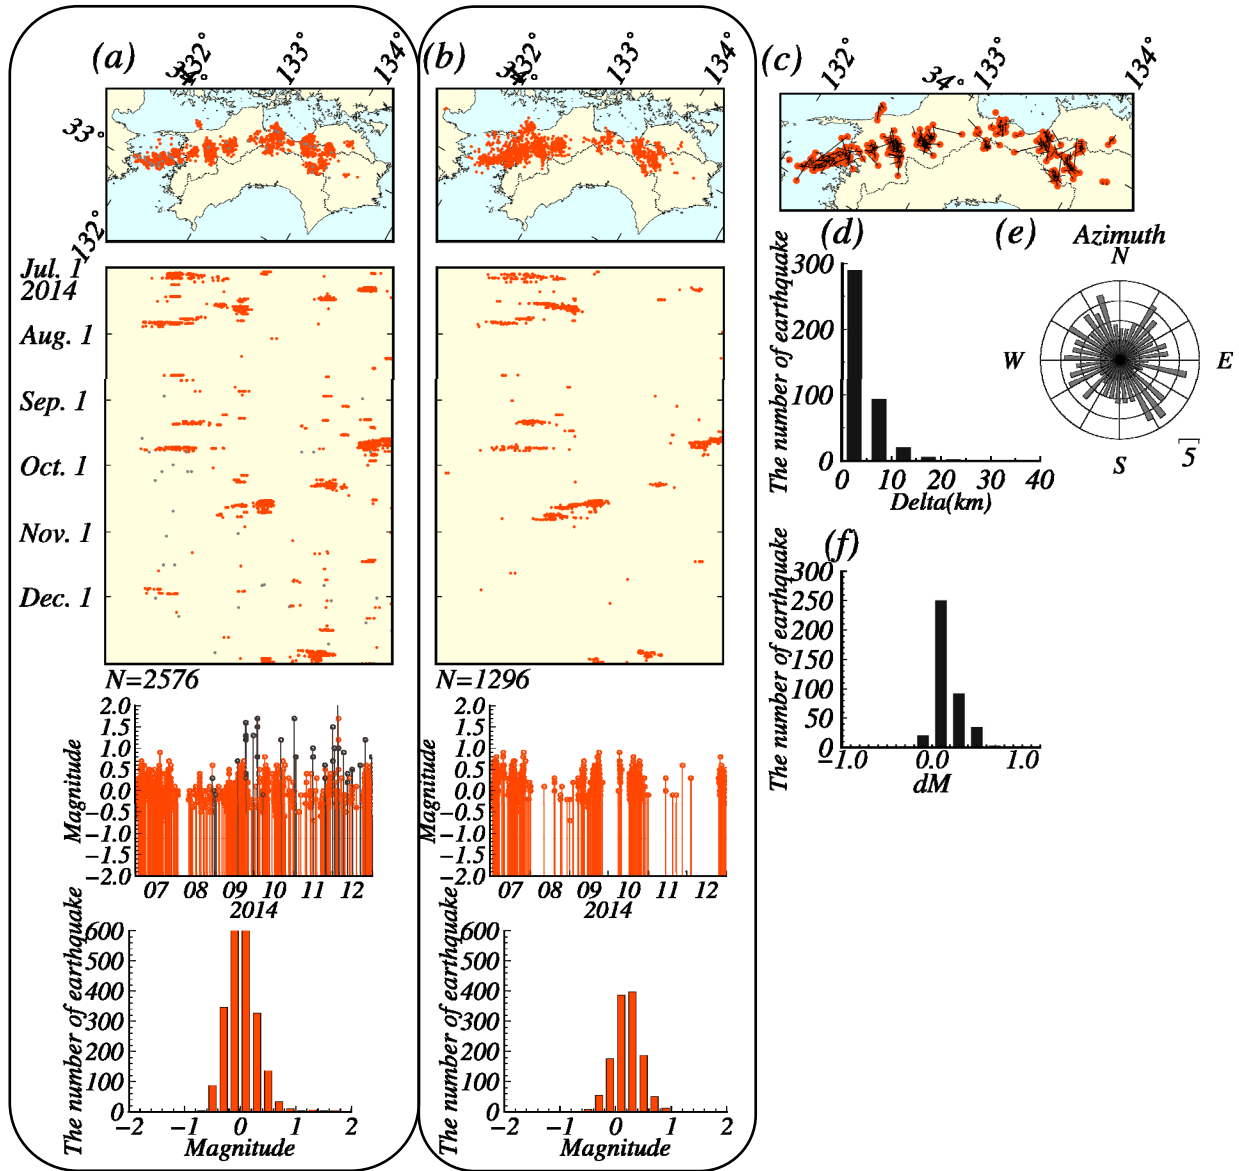 (a)
132°
133°
134°
34°
33°
132°
(b)
132°
133°
134°
34°
(c)
132°
34°
133°
134°
Jul. 1
2014
Aug. 1
Sep. 1
Oct. 1
Nov. 1
Dec. 1
N=2576
N=1296
Magnitude
2.0
1.5
1.0
0.5
0.0
−0.5
−1.0
−1.5
−2.0
07 08 09 10 11 12
2014
Magnitude
2.0
1.5
1.0
0.5
0.0
−0.5
−1.0
−1.5
−2.0
07 08 09 10 11 12
2014
The number of earthquake
600
500
400
300
200
100
0
−2 −1 0 1 2
Magnitude
The number of earthquake
600
500
400
300
200
100
0
−2 −1 0 1 2
Magnitude
(d)
The number of earthquake
300
200
100
0
0 10 20 30 40
Delta(km)
(e)
Azimuth
N
W
E
S
5
(f)
The number of earthquake
300
250
200
150
100
50
0
−1.0 0.0 1.0
dM